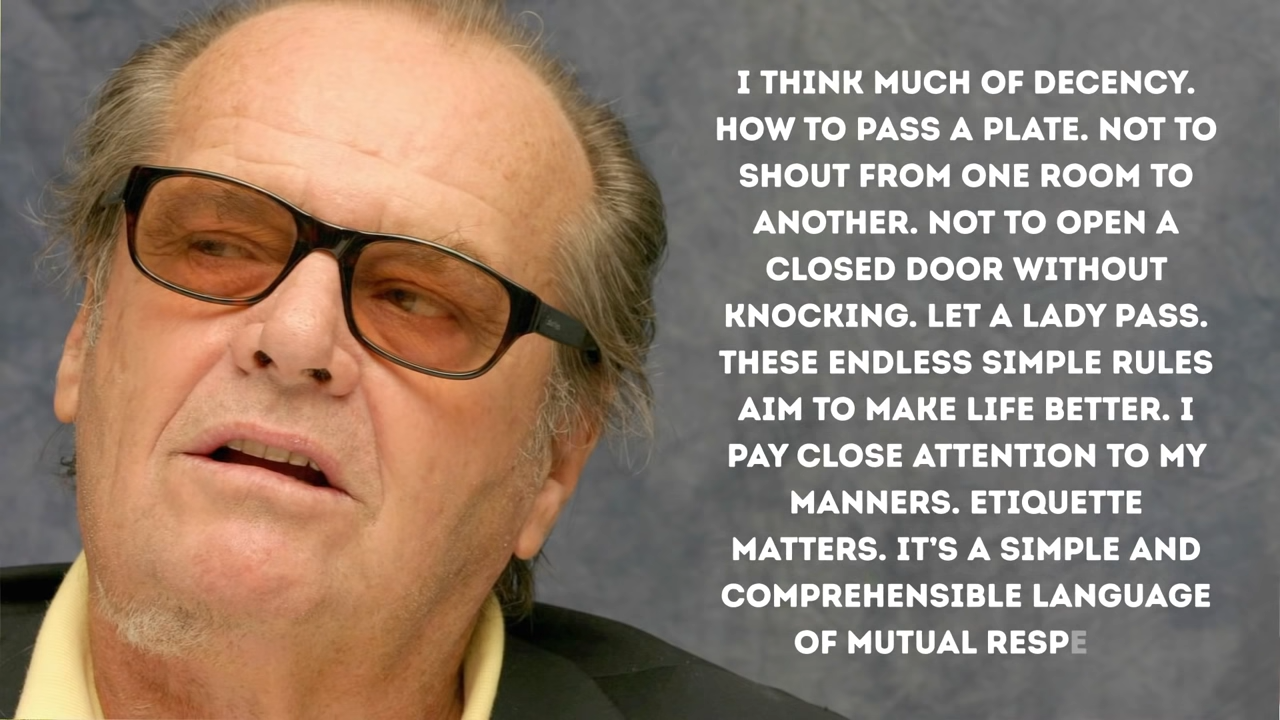 I THINK MUCH OF DECENCY.
HOW TO PASS A PLATE. NOT TO
SHOUT FROM ONE ROOM TO
ANOTHER. NOT TO OPEN A
CLOSED DOOR WITHOUT
KNOCKING. LET A LADY PASS.
THESE ENDLESS SIMPLE RULES
AIM TO MAKE LIFE BETTER. I
PAY CLOSE ATTENTION TO MY
MANNERS. ETIQUETTE
MATTERS. IT'S A SIMPLE AND
COMPREHENSIBLE LANGUAGE
OF MUTUAL RESPE